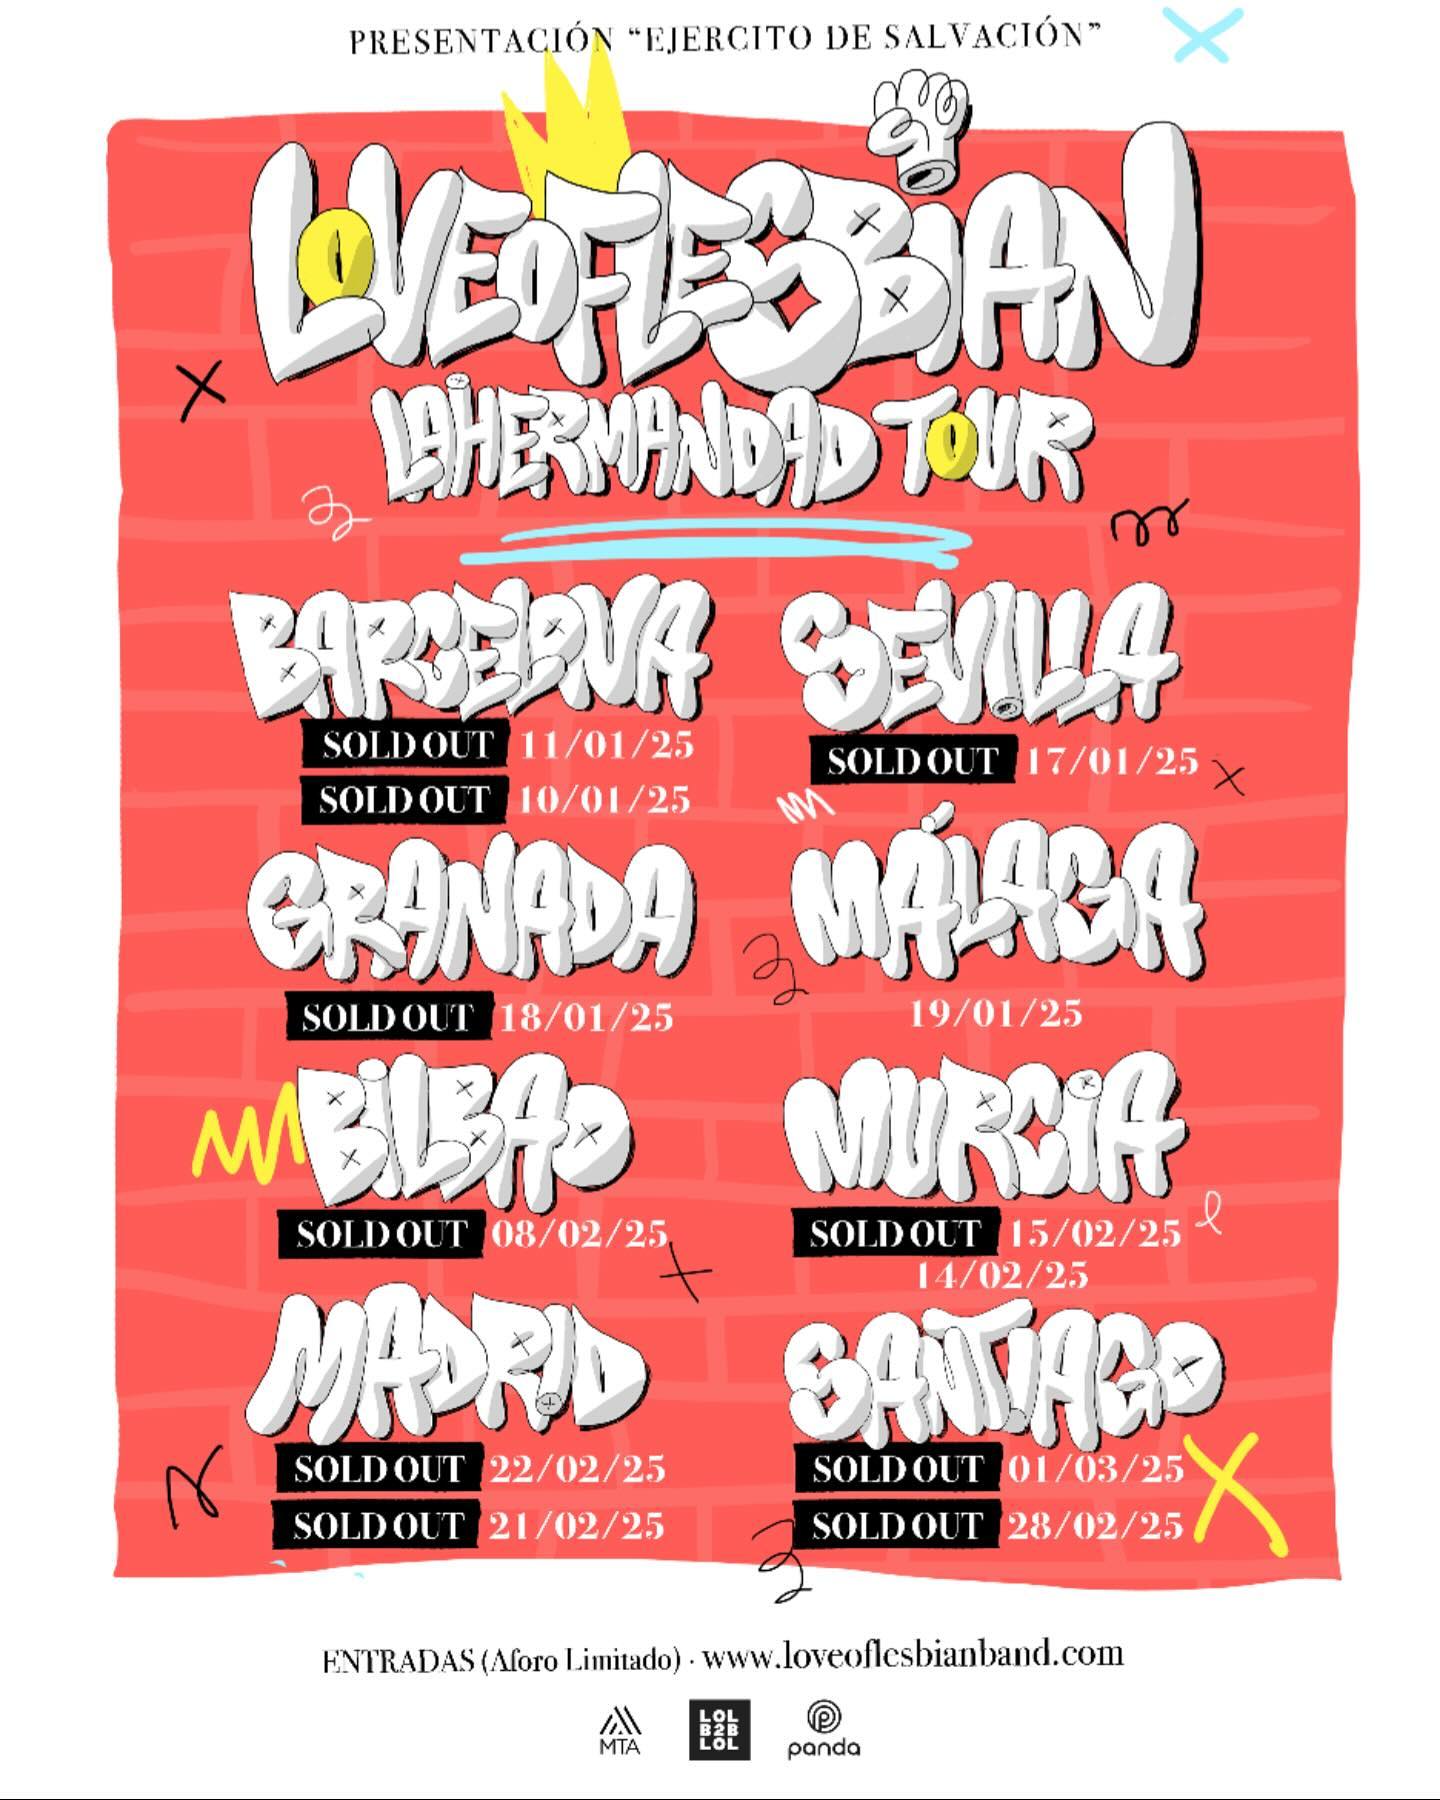 PRESENTACIÓN “EJERCITO DE SALVACIÓN”
LOVEOFLESBIAN
LA HERMANDAD TOUR
BARCELONA
SOLD OUT 11/01/25
SOLD OUT 10/01/25
SEVILLA
SOLD OUT 17/01/25
GRANADA
SOLD OUT 18/01/25
MÁLAGA
19/01/25
BILBAO
SOLD OUT 08/02/25
MURCIA
SOLD OUT 15/02/25
14/02/25
MADRID
SOLD OUT 22/02/25
SOLD OUT 21/02/25
SANTIAGO
SOLD OUT 01/03/25
SOLD OUT 28/02/25
ENTRADAS (Aforo Limitado) · www.loveoflesbianband.com
MTA
LOL
B2B
LOL
panda